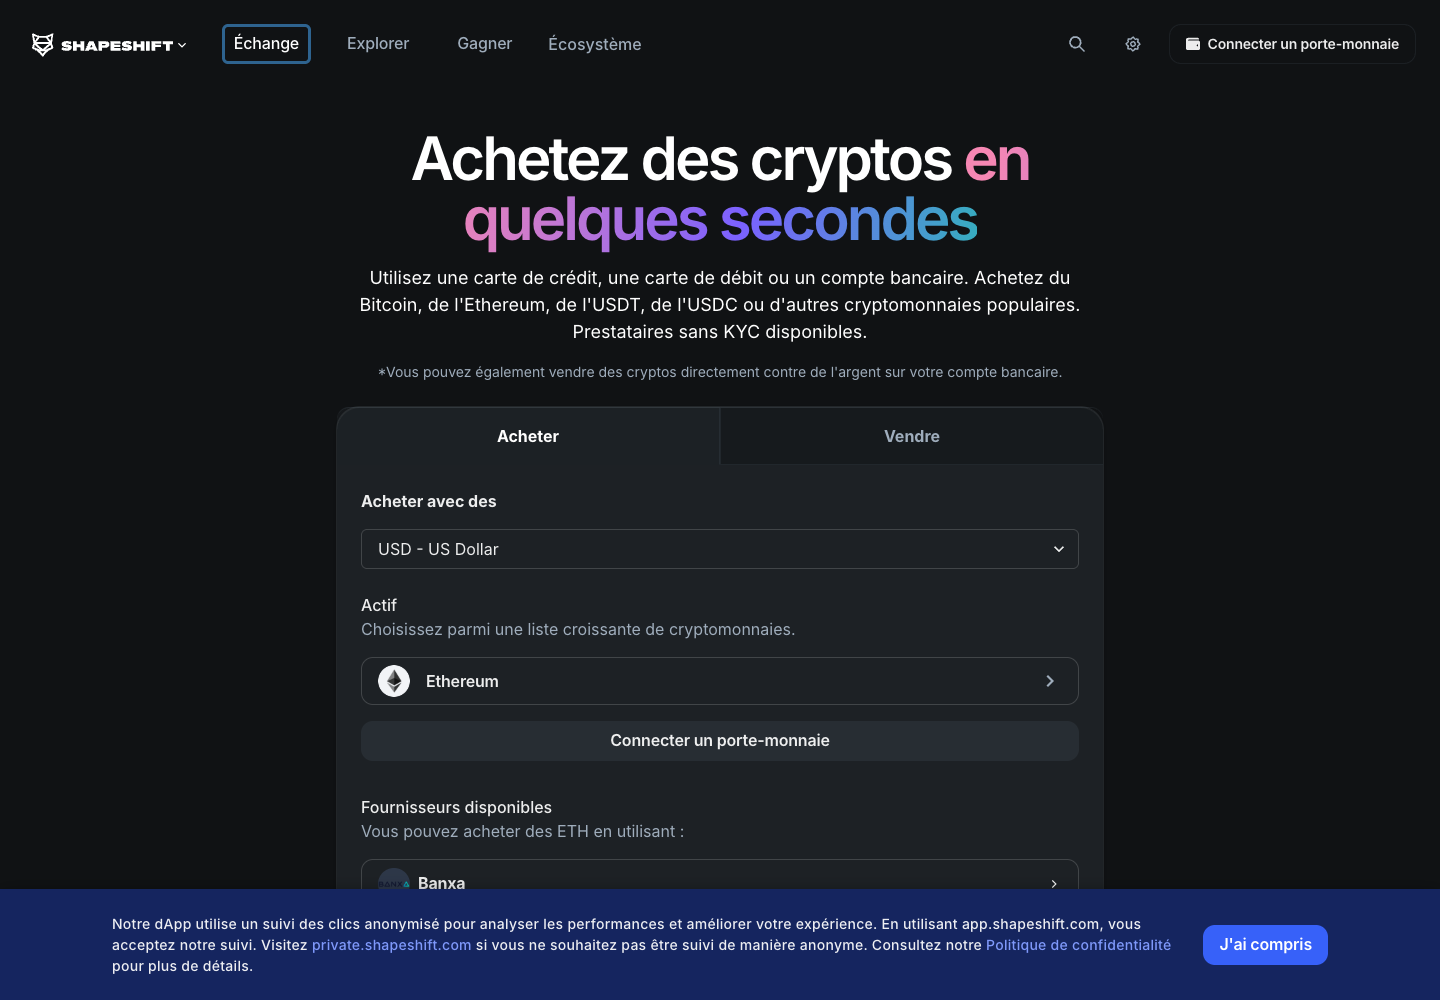 SHAPESHIFT
Échange
Explorer
Gagner
Écosystème
Connecter un porte-monnaie
Achetez des cryptos en
quelques secondes
Utilisez une carte de crédit, une carte de débit ou un compte bancaire. Achetez du
Bitcoin, de l'Ethereum, de l'USDT, de l'USDC ou d'autres cryptomonnaies populaires.
Prestataires sans KYC disponibles.
*Vous pouvez également vendre des cryptos directement contre de l'argent sur votre compte bancaire.
Acheter
Vendre
Acheter avec des
USD - US Dollar
Actif
Choisissez parmi une liste croissante de cryptomonnaies.
Ethereum
Connecter un porte-monnaie
Fournisseurs disponibles
Vous pouvez acheter des ETH en utilisant :
BANXA
Banxa
Notre dApp utilise un suivi des clics anonymisé pour analyser les performances et améliorer votre expérience. En utilisant app.shapeshift.com, vous
acceptez notre suivi. Visitez private.shapeshift.com si vous ne souhaitez pas être suivi de manière anonyme. Consultez notre Politique de confidentialité
pour plus de détails.
J'ai compris